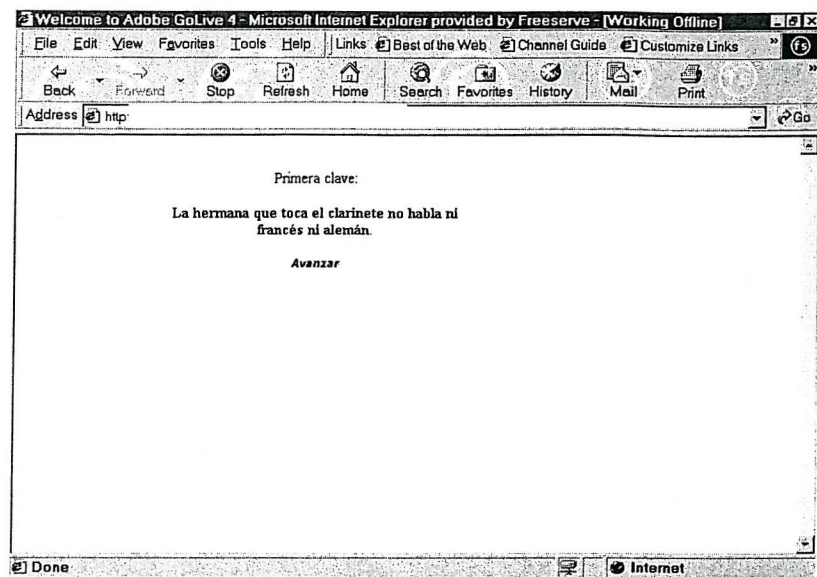 Welcome to Adobe GoLive 4 - Microsoft Internet Explorer provided by Freeserve - [Working Offline]
File Edit View Favorites Tools Help Links Best of the Web Channel Guide Customize Links »
fs
Back Forward Stop Refresh Home Search Favorites History Mail Print »
Address http: Go
Primera clave:
La hermana que toca el clarinete no habla ni
francés ni alemán.
Avanzar
Done Internet